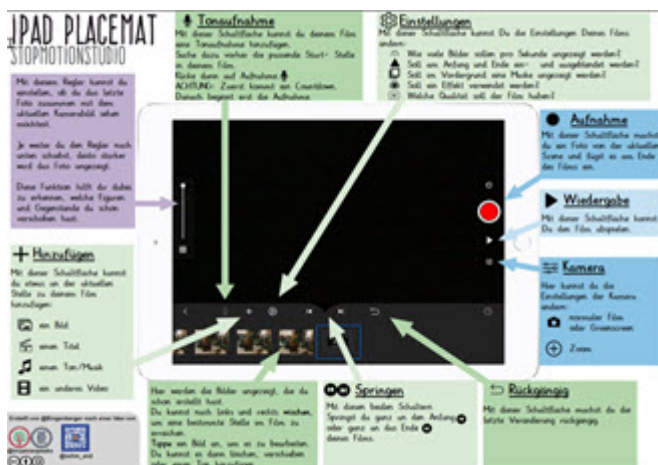 IPAD PLACEMAT
STOPMOTIONSTUDIO
Mit diesem Regler kannst du
einstellen, ob du das letzte
Foto zusammen mit dem
aktuellen Kamerabild sehen
möchtest.
Je weiter du den Regler nach
unten schiebst, desto stärker
wird das Foto angezeigt.
Diese Funktion hilft dir dabei
zu erkennen, welche Figuren
und Gegenstände du schon
verschoben hast.
Hinzufügen
Mit dieser Schaltfläche kannst
du etwas an der aktuellen
Stelle zu deinem Film
hinzufügen:
ein Bild
einen Titel
einen Ton/Musik
ein anderes Video
Tonaufnahme
Mit dieser Schaltfläche kannst du deinem Film
eine Tonaufnahme hinzufügen.
Suche dazu vorher die passende Start- Stelle
in deinem Film.
Klicke dann auf Aufnahme
ACHTUNG: Zuerst kommt ein Countdown.
Danach beginnt erst die Aufnahme.
Einstellungen
Mit dieser Schaltfläche kannst Du die Einstellungen Deines Films
ändern:
Wie viele Bilder sollen pro Sekunde angezeigt werden?
Soll am Anfang und Ende ein- und ausgeblendet werden?
Soll im Vordergrund eine Maske angezeigt werden?
Soll ein Effekt verwendet werden?
Welche Qualität soll der Film haben?
Aufnahme
Mit dieser Schaltfläche machst
du ein Foto von der aktuellen
Szene und fügst es am Ende
des Films ein.
Wiedergabe
Mit dieser Schaltfläche kannst
Du den Film abspielen.
Kamera
Hier kannst du die
Einstellungen der Kamera
ändern:
normaler Film
oder Greenscreen
Zoom
Hier werden die Bilder angezeigt, die du
schon erstellt hast.
Du kannst nach links und rechts wischen,
um eine bestimmte Stelle im Film zu
erreichen.
Tippe ein Bild an, um es zu bearbeiten.
Du kannst es dann löschen, verschieben
oder einen Ton hinzufügen.
Springen
Mit diesen beiden Schaltern
Springst du ganz an den Anfang
oder ganz an das Ende
deines Films.
Rückgängig
Mit dieser Schaltfläche machst du die
letzte Veränderung rückgängig.